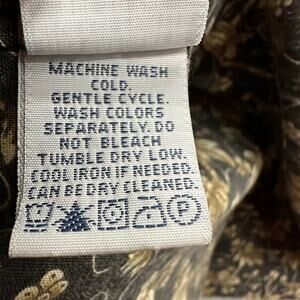 MACHINE WASH
COLD.
GENTLE CYCLE.
WASH COLORS
SEPARATELY. DO
NOT BLEACH
TUMBLE DRY LOW.
COOL IRON IF NEEDED.
CAN BE DRY CLEANED.